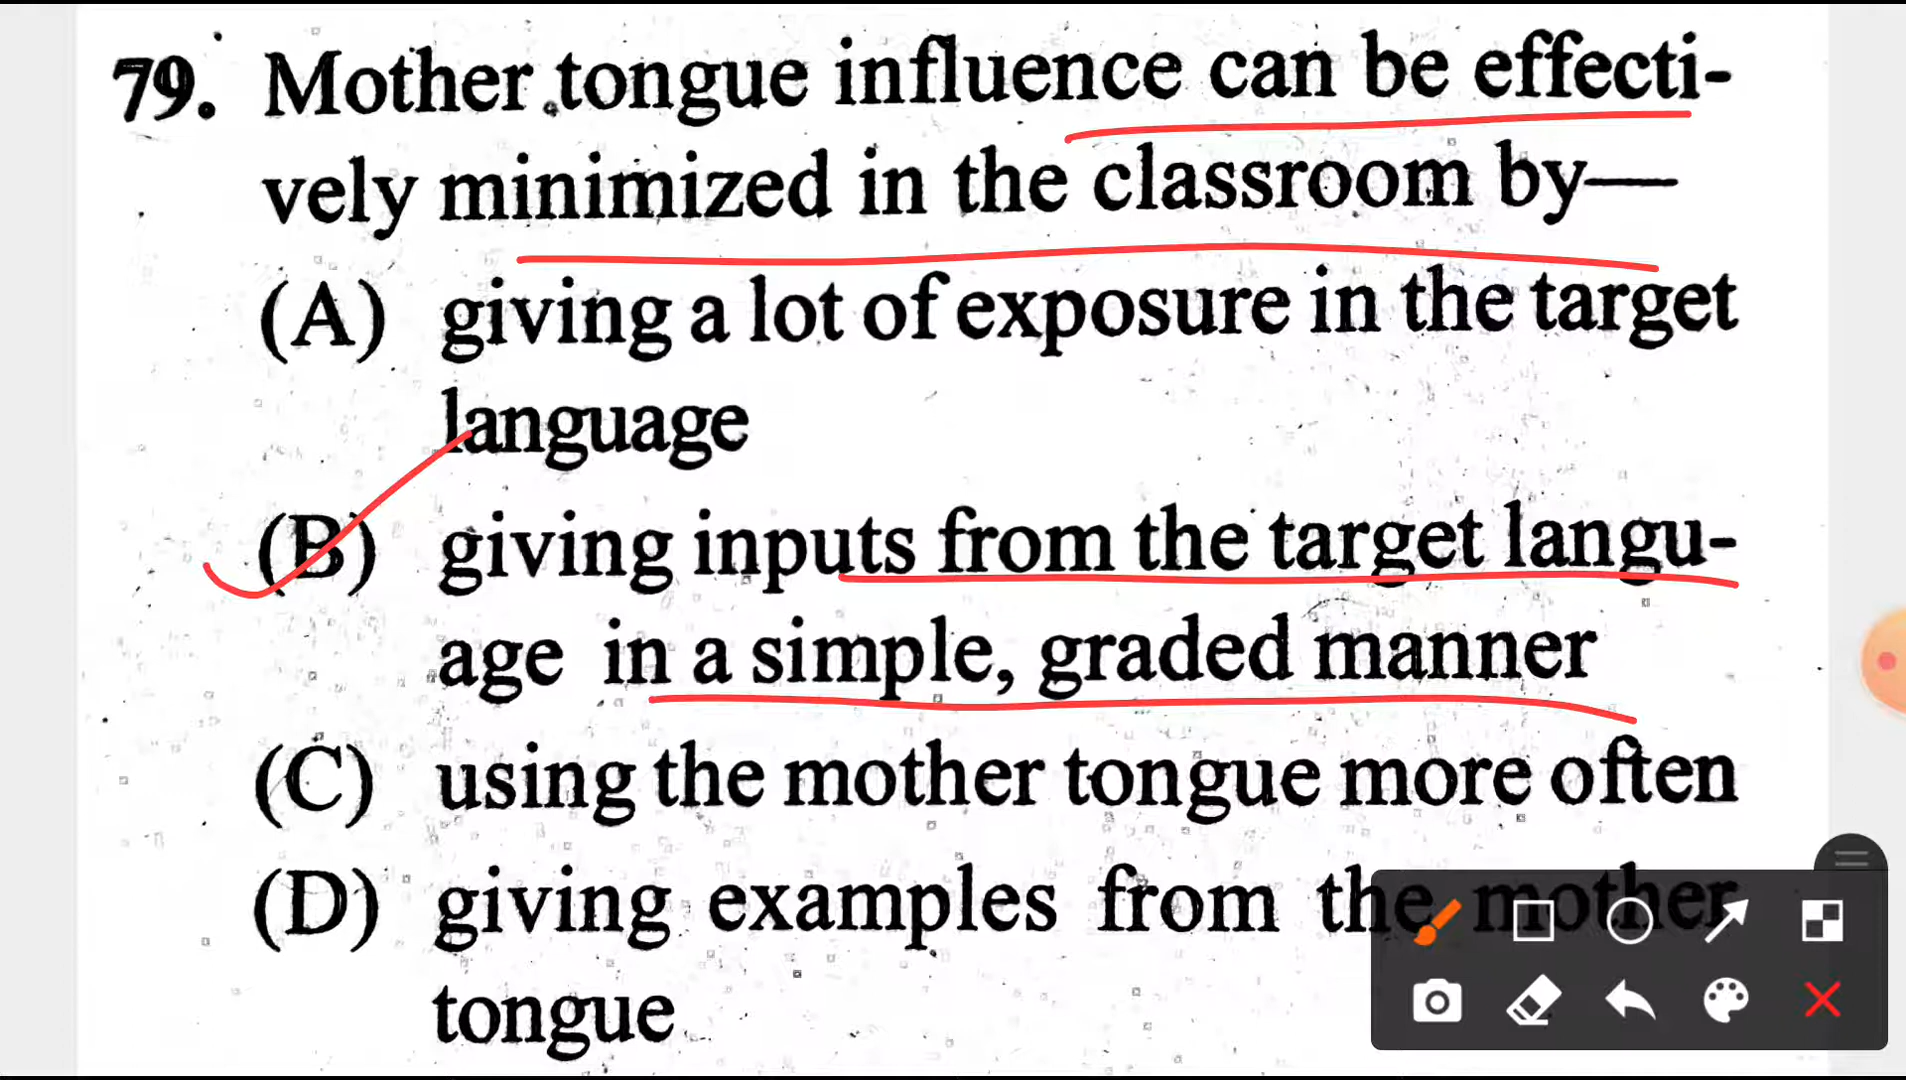 79. Mother tongue influence can be effecti-
vely minimized in the classroom by—
(A) giving a lot of exposure in the target
language
(B) giving inputs from the target langu-
age in a simple, graded manner
(C) using the mother tongue more often
(D) giving examples from the mother
tongue